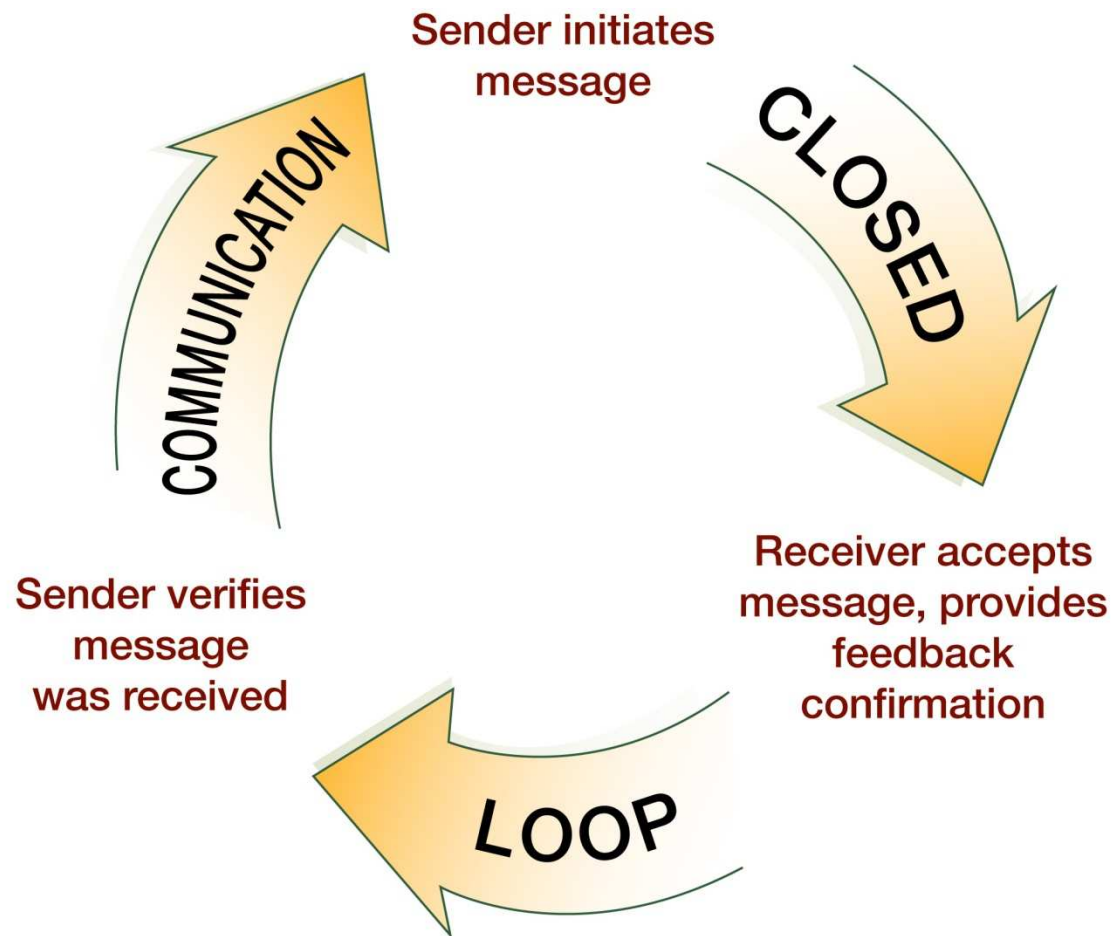 Sender initiates
message
CLOSED
Receiver accepts
message, provides
feedback
confirmation
LOOP
Sender verifies
message
was received
COMMUNICATION